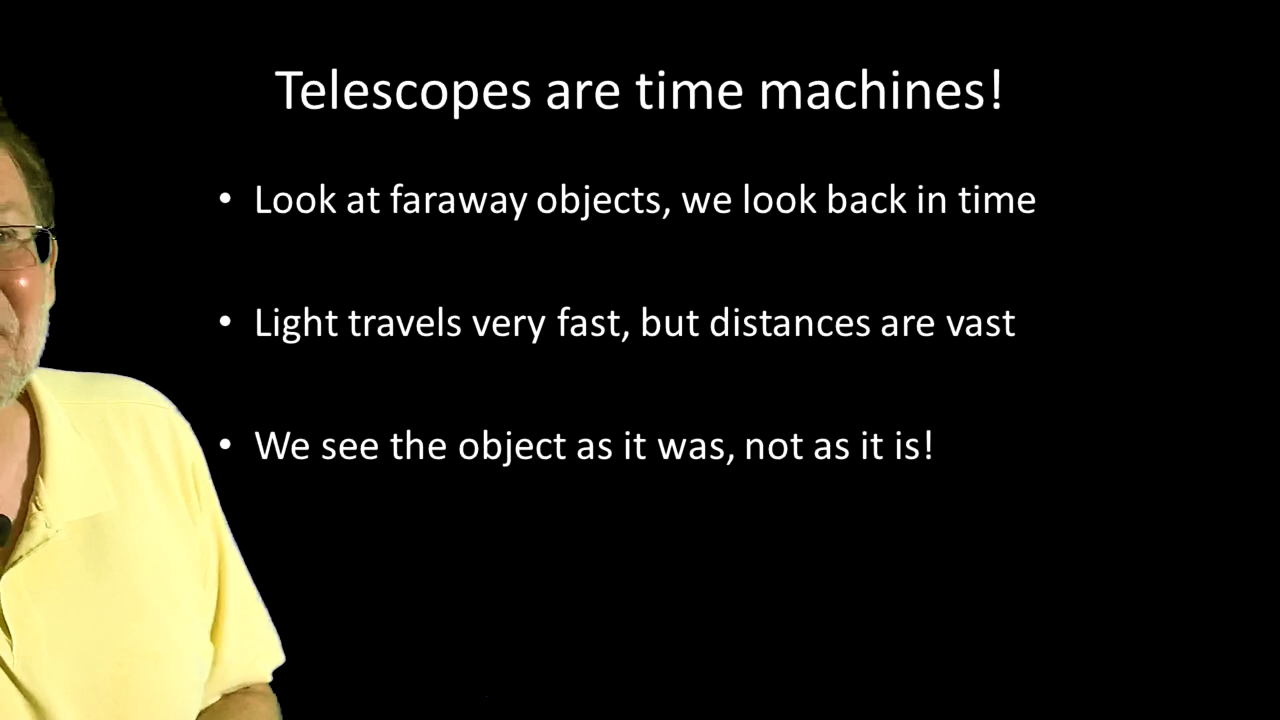 Telescopes are time machines!
• Look at faraway objects, we look back in time
• Light travels very fast, but distances are vast
• We see the object as it was, not as it is!